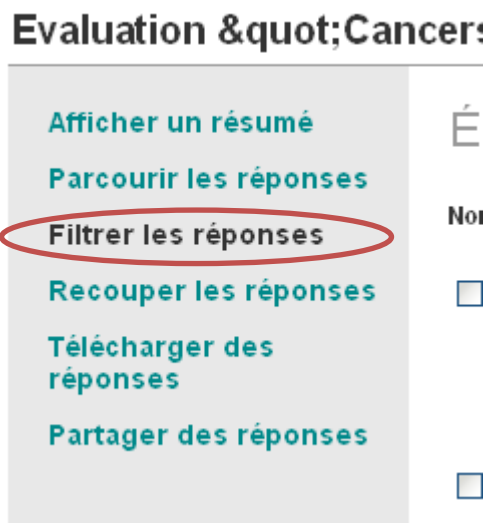 Evaluation &quot;Cancers
Afficher un résumé
Parcourir les réponses
Filtrer les réponses
Recouper les réponses
Télécharger des
réponses
Partager des réponses
É
Nor